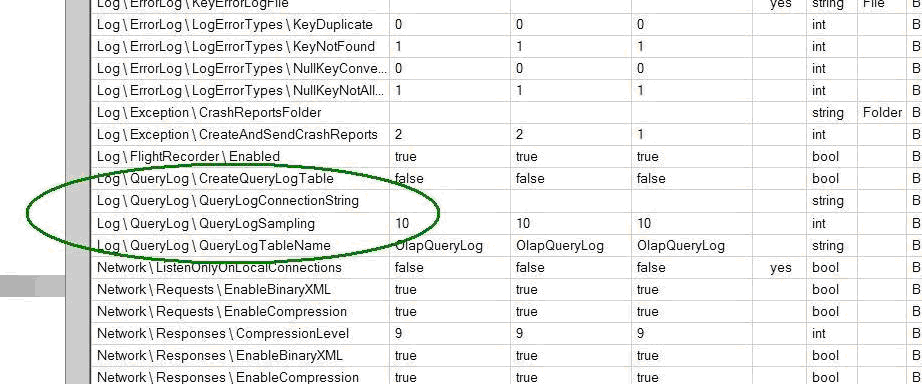 Log\ErrorLog\KeyErrorLogFile yes string File
Log\ErrorLog\LogErrorTypes\KeyDuplicate 0 0 0 int B
Log\ErrorLog\LogErrorTypes\KeyNotFound 1 1 1 int B
Log\ErrorLog\LogErrorTypes\NullKeyConve... 0 0 0 int B
Log\ErrorLog\LogErrorTypes\NullKeyNotAll... 1 1 1 int B
Log\Exception\CrashReportsFolder string Folder B
Log\Exception\CreateAndSendCrashReports 2 2 1 int B
Log\FlightRecorder\Enabled true true true bool B
Log\QueryLog\CreateQueryLogTable false false false bool B
Log\QueryLog\QueryLogConnectionString string B
Log\QueryLog\QueryLogSampling 10 10 10 int B
Log\QueryLog\QueryLogTableName OlapQueryLog OlapQueryLog OlapQueryLog string B
Network\ListenOnlyOnLocalConnections false false false yes bool B
Network\Requests\EnableBinaryXML true true true bool B
Network\Requests\EnableCompression true true true bool B
Network\Responses\CompressionLevel 9 9 9 int B
Network\Responses\EnableBinaryXML true true true bool B
Network\Responses\EnableCompression true true true bool B